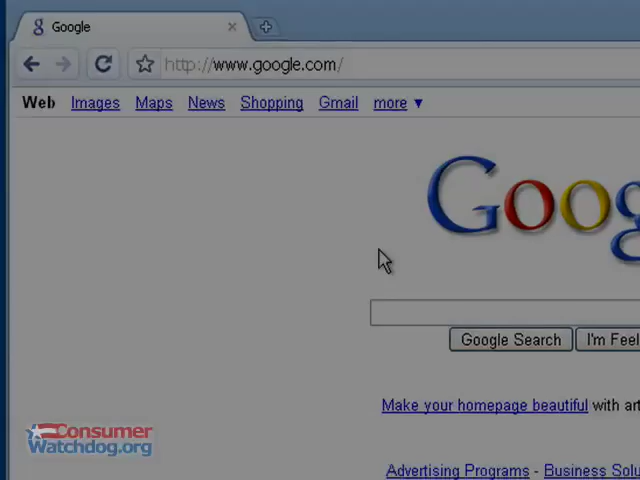 Google
http://www.google.com/
Web Images Maps News Shopping Gmail more ▼
Goog
Google Search I'm Feel
Make your homepage beautiful with art
Advertising Programs - Business Solu
Consumer
Watchdog.org